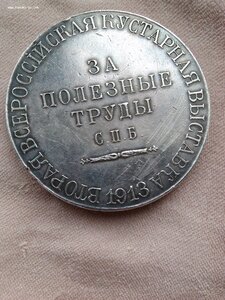 ВТОРАЯ ВСЕРОССИЙСКАЯ КУСТАРНАЯ ВЫСТАВКА
1913
ЗА
ПОЛЕЗНЫЕ
ТРУДЫ
СПБ